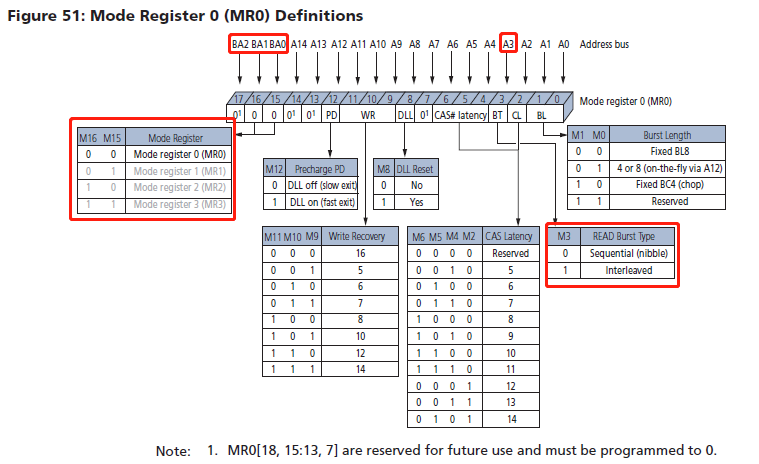 Figure 51: Mode Register 0 (MR0) Definitions
BA2 BA1 BA0 A14 A13 A12 A11 A10 A9 A8 A7 A6 A5 A4 A3 A2 A1 A0 Address bus
17 16 15 14 13 12 11 10 9 8 7 6 5 4 3 2 1 0 Mode register 0 (MR0)
0¹ 0 0 0¹ 0¹ PD WR DLL 0¹ CAS# latency BT CL BL
M16 M15 Mode Register
0 0 Mode register 0 (MR0)
0 1 Mode register 1 (MR1)
1 0 Mode register 2 (MR2)
1 1 Mode register 3 (MR3)
M12 Precharge PD
0 DLL off (slow exit)
1 DLL on (fast exit)
M8 DLL Reset
0 No
1 Yes
M1 M0 Burst Length
0 0 Fixed BL8
0 1 4 or 8 (on-the-fly via A12)
1 0 Fixed BC4 (chop)
1 1 Reserved
M11 M10 M9 Write Recovery
0 0 0 16
0 0 1 5
0 1 0 6
0 1 1 7
1 0 0 8
1 0 1 10
1 1 0 12
1 1 1 14
M6 M5 M4 M2 CAS Latency
0 0 0 0 Reserved
0 0 1 0 5
0 1 0 0 6
0 1 1 0 7
1 0 0 0 8
1 0 1 0 9
1 1 0 0 10
1 1 1 0 11
0 0 0 1 12
0 0 1 1 13
0 1 0 1 14
M3 READ Burst Type
0 Sequential (nibble)
1 Interleaved
Note: 1. MR0[18, 15:13, 7] are reserved for future use and must be programmed to 0.